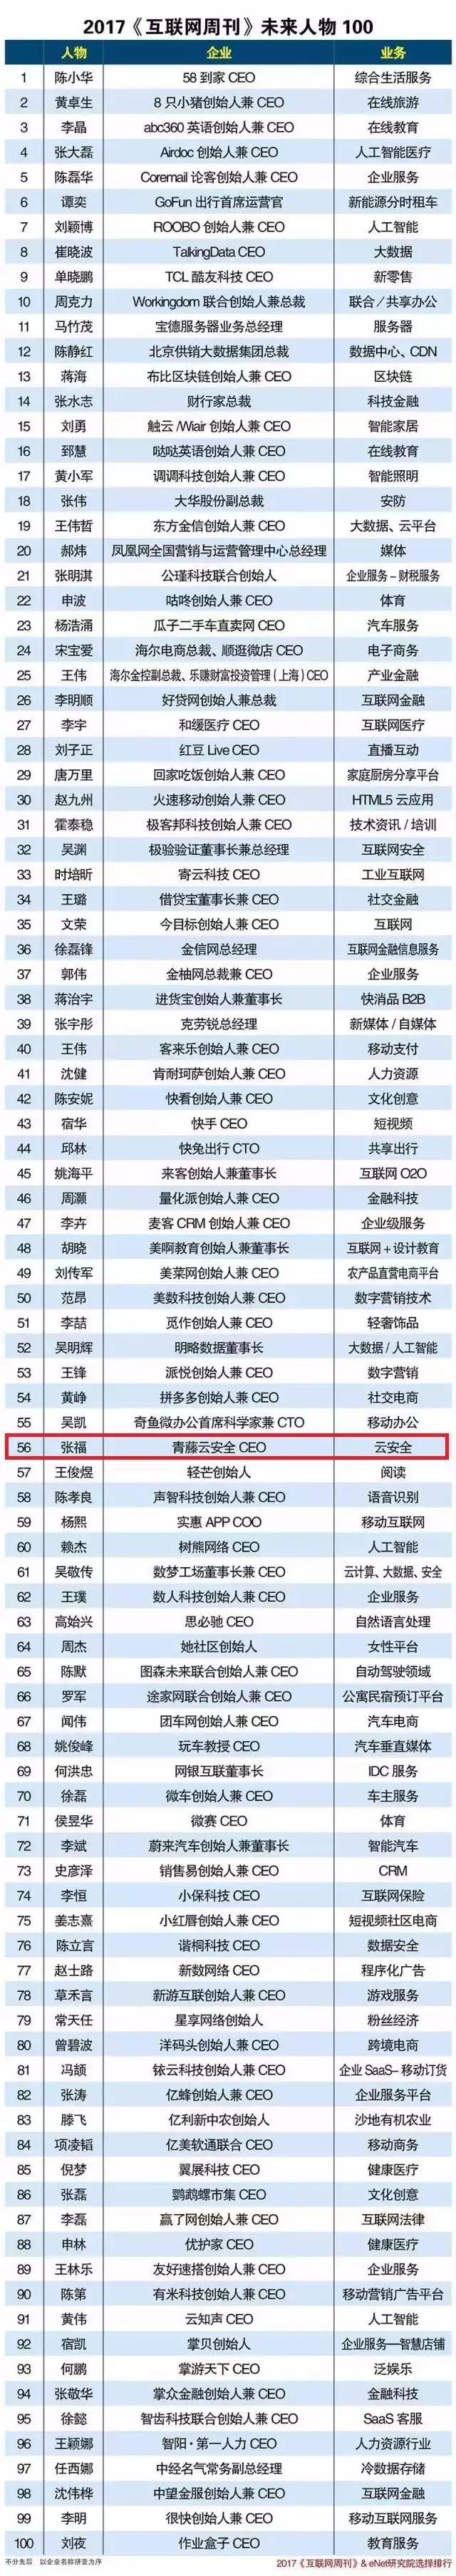 2017《互联网周刊》未来人物 100
人物 企业 业务
1 陈小华 58 到家 CEO 综合生活服务
2 黄卓生 8 只小猪创始人兼 CEO 在线旅游
3 李晶 abc360 英语创始人兼 CEO 在线教育
4 张大磊 Airdoc 创始人兼 CEO 人工智能医疗
5 陈磊华 Coremail 论客创始人兼 CEO 企业服务
6 谭奕 GoFun 出行首席运营官 新能源分时租车
7 刘颖博 ROOBO 创始人兼 CEO 人工智能
8 崔晓波 TalkingData CEO 大数据
9 单晓鹏 TCL 酷友科技 CEO 新零售
10 周克力 Workingdom 联合创始人兼总裁 联合／共享办公
11 马竹茂 宝德服务器业务总经理 服务器
12 陈静红 北京供销大数据集团总裁 数据中心、CDN
13 蒋海 布比区块链创始人兼 CEO 区块链
14 张水志 财行家总裁 科技金融
15 刘勇 触云 /Wiair 创始人兼 CEO 智能家居
16 郅慧 哒哒英语创始人兼 CEO 在线教育
17 黄小军 调调科技创始人兼 CEO 智能照明
18 张伟 大华股份副总裁 安防
19 王伟哲 东方金信创始人兼 CEO 大数据、云平台
20 郝炜 凤凰网全国营销与运营管理中心总经理 媒体
21 张明淇 公瑾科技联合创始人 企业服务 – 财税服务
22 申波 咕咚创始人兼 CEO 体育
23 杨浩涌 瓜子二手车直卖网 CEO 汽车服务
24 宋宝爱 海尔电商总裁、顺逛微店 CEO 电子商务
25 王伟 海尔金控副总裁、乐赚财富投资管理（上海）CEO 产业金融
26 李明顺 好贷网创始人兼总裁 互联网金融
27 李宇 和缓医疗 CEO 互联网医疗
28 刘子正 红豆 Live CEO 直播互动
29 唐万里 回家吃饭创始人兼 CEO 家庭厨房分享平台
30 赵九州 火速移动创始人兼 CEO HTML5 云应用
31 霍泰稳 极客邦科技创始人兼 CEO 技术资讯 / 培训
32 吴渊 极验验证董事长兼总经理 互联网安全
33 时培昕 寄云科技 CEO 工业互联网
34 王璐 借贷宝董事长兼 CEO 社交金融
35 文荣 今目标创始人兼 CEO 互联网
36 徐磊锋 金信网总经理 互联网金融信息服务
37 郭伟 金柚网总裁兼 CEO 企业服务
38 蒋治宇 进货宝创始人兼董事长 快消品 B2B
39 张宇彤 克劳锐总经理 新媒体 / 自媒体
40 王伟 客来乐创始人兼 CEO 移动支付
41 沈健 肯耐珂萨创始人兼 CEO 人力资源
42 陈安妮 快看创始人兼 CEO 文化创意
43 宿华 快手 CEO 短视频
44 邱林 快兔出行 CTO 共享出行
45 姚海平 来客创始人兼董事长 互联网 O2O
46 周灏 量化派创始人兼 CEO 金融科技
47 李卉 麦客 CRM 创始人兼 CEO 企业级服务
48 胡晓 美啊教育创始人兼董事长 互联网 + 设计教育
49 刘传军 美菜网创始人兼 CEO 农产品直营电商平台
50 范昂 美数科技创始人兼 CEO 数字营销技术
51 李喆 觅作创始人兼 CEO 轻奢饰品
52 吴明辉 明略数据董事长 大数据 / 人工智能
53 王锋 派悦创始人兼 CEO 数字营销
54 黄峥 拼多多创始人兼 CEO 社交电商
55 吴凯 奇鱼微办公首席科学家兼 CTO 移动办公
56 张福 青藤云安全 CEO 云安全
57 王俊煜 轻芒创始人 阅读
58 陈孝良 声智科技创始人兼 CEO 语音识别
59 杨熙 实惠 APP COO 移动互联网
60 赖杰 树熊网络 CEO 人工智能
61 吴敬传 数梦工场董事长兼 CEO 云计算、大数据、安全
62 王璞 数人科技创始人兼 CEO 企业服务
63 高始兴 思必驰 CEO 自然语言处理
64 周杰 她社区创始人 女性平台
65 陈默 图森未来联合创始人兼 CEO 自动驾驶领域
66 罗军 途家网联合创始人兼 CEO 公寓民宿预订平台
67 闻伟 团车网创始人兼 CEO 汽车电商
68 姚俊峰 玩车教授 CEO 汽车垂直媒体
69 何洪忠 网银互联董事长 IDC 服务
70 徐磊 微车创始人兼 CEO 车主服务
71 侯昱华 微赛 CEO 体育
72 李斌 蔚来汽车创始人兼董事长 智能汽车
73 史彦泽 销售易创始人兼 CEO CRM
74 李恒 小保科技 CEO 互联网保险
75 姜志熹 小红唇创始人兼 CEO 短视频社区电商
76 陈立言 谐桐科技 CEO 数据安全
77 赵士路 新数网络 CEO 程序化广告
78 草禾言 新游互联创始人兼 CEO 游戏服务
79 常天任 星享网络创始人 粉丝经济
80 曾碧波 洋码头创始人兼 CEO 跨境电商
81 冯颉 铱云科技创始人兼 CEO 企业 SaaS– 移动订货
82 张涛 亿蜂创始人兼 CEO 企业服务平台
83 滕飞 亿利新中农创始人 沙地有机农业
84 项凌韬 亿美软通联合 CEO 移动商务
85 倪梦 翼展科技 CEO 健康医疗
86 张磊 鹦鹉螺市集 CEO 文化创意
87 李磊 赢了网创始人兼 CEO 互联网法律
88 申林 优护家 CEO 健康医疗
89 王林乐 友好速搭创始人兼 CEO 企业服务
90 陈第 有米科技创始人兼 CEO 移动营销广告平台
91 黄伟 云知声 CEO 人工智能
92 宿凯 掌贝创始人 企业服务—智慧店铺
93 何鹏 掌游天下 CEO 泛娱乐
94 张敬华 掌众金融创始人兼 CEO 金融科技
95 徐懿 智齿科技联合创始人兼 CEO SaaS 客服
96 王颖娜 智阳 · 第一人力 CEO 人力资源行业
97 任西娜 中经名气常务副总经理 冷数据存储
98 沈伟桦 中望金服创始人兼 CEO 互联网金融
99 李明 很快创始人兼 CEO 移动互联网服务
100 刘夜 作业盒子 CEO 教育服务
不分先后 以企业名称拼音为序 2017《互联网周刊》& eNet研究院选择排行